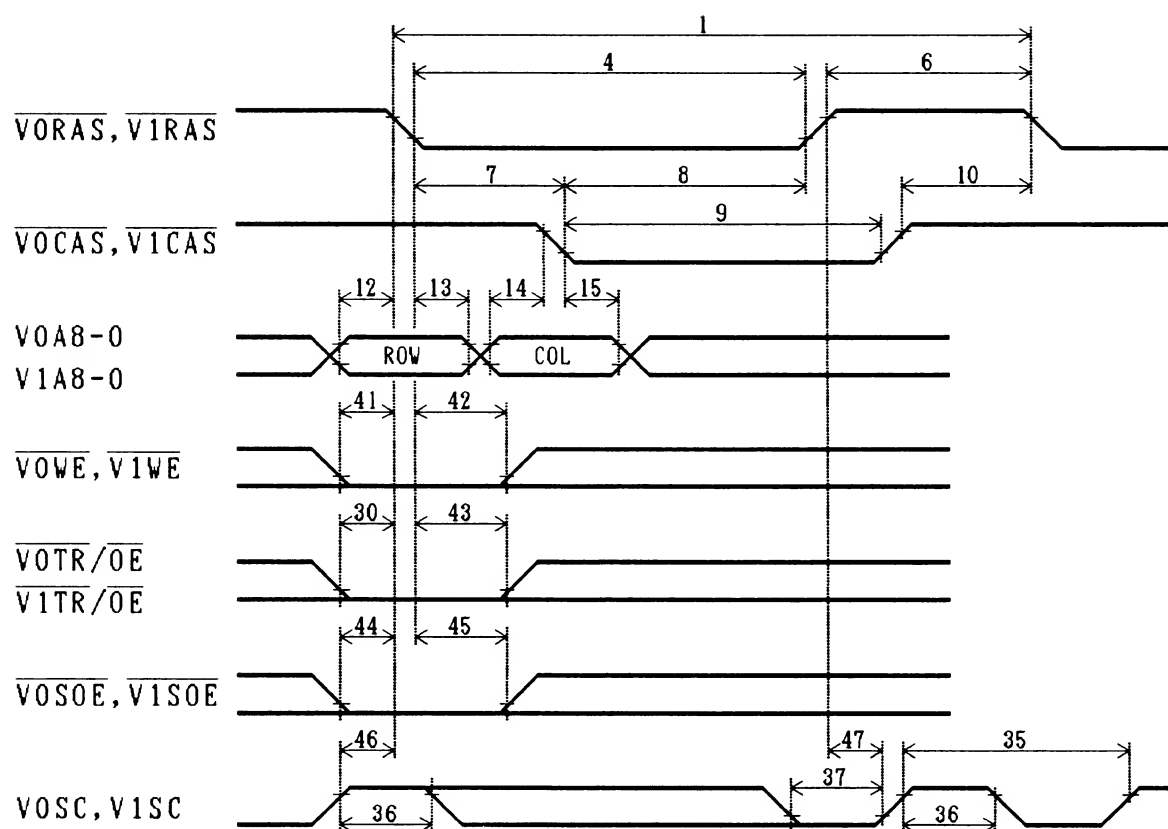 1
4 6
V0RAS, V1RAS
7 8 10
9
V0CAS, V1CAS
12 13 14 15
V0A8-0
ROW COL
V1A8-0
41 42
V0WE, V1WE
30 43
V0TR/OE
V1TR/OE
44 45
V0SOE, V1SOE
46 47 35
37
V0SC, V1SC
36 36